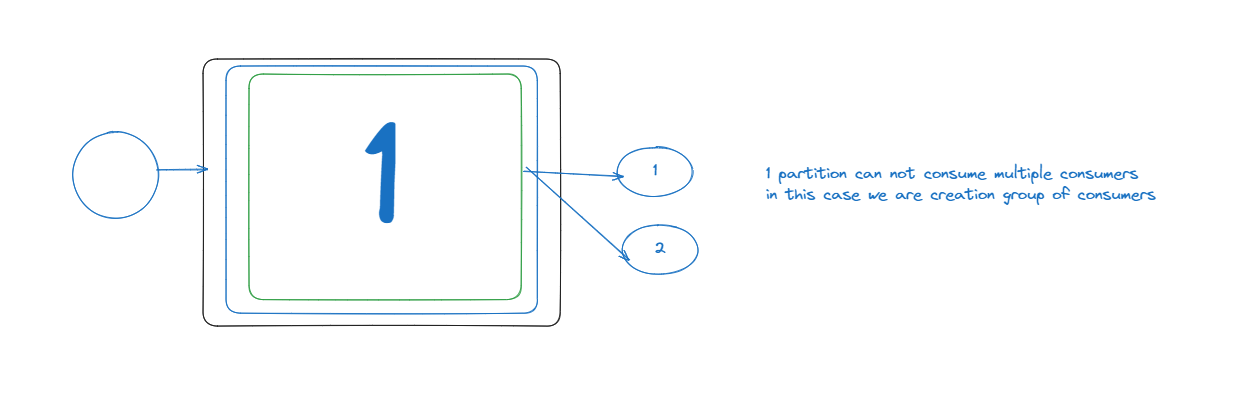 1
1
2
1 partition can not consume multiple consumers
in this case we are creation group of consumers